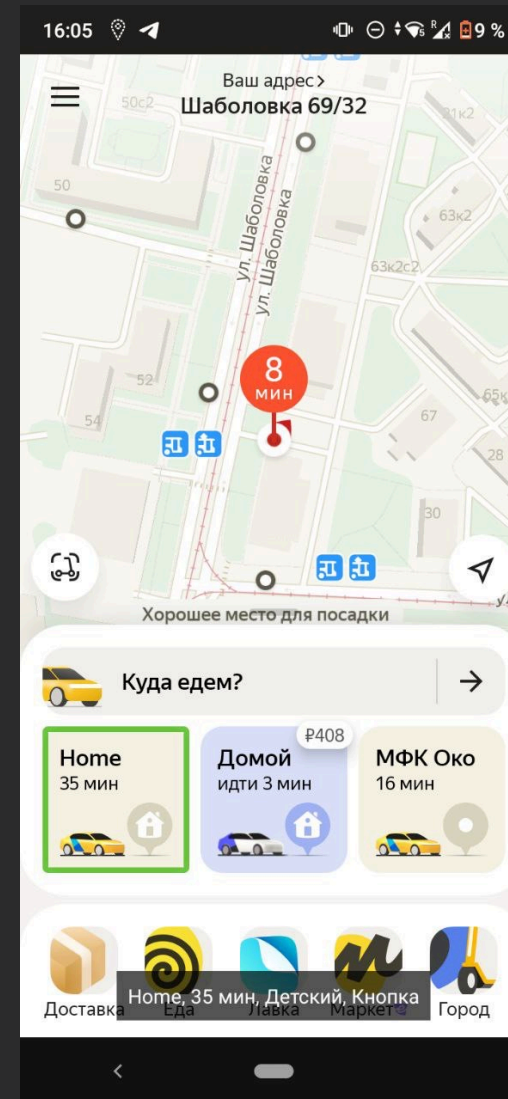 16:05
9 %
Ваш адрес
Шаболовка 69/32
50с2
31к2
50
ул. Шаболовка
ул. Шаболовка
63к2
63к2с2
8
мин
52
54
67
65к
28
30
Хорошее место для посадки
Куда едем?
₽408
Home
35 мин
Домой
идти 3 мин
МФК Око
16 мин
Доставка
Еда
Лавка
Маркет
Город
Home, 35 мин, Детский, Кнопка